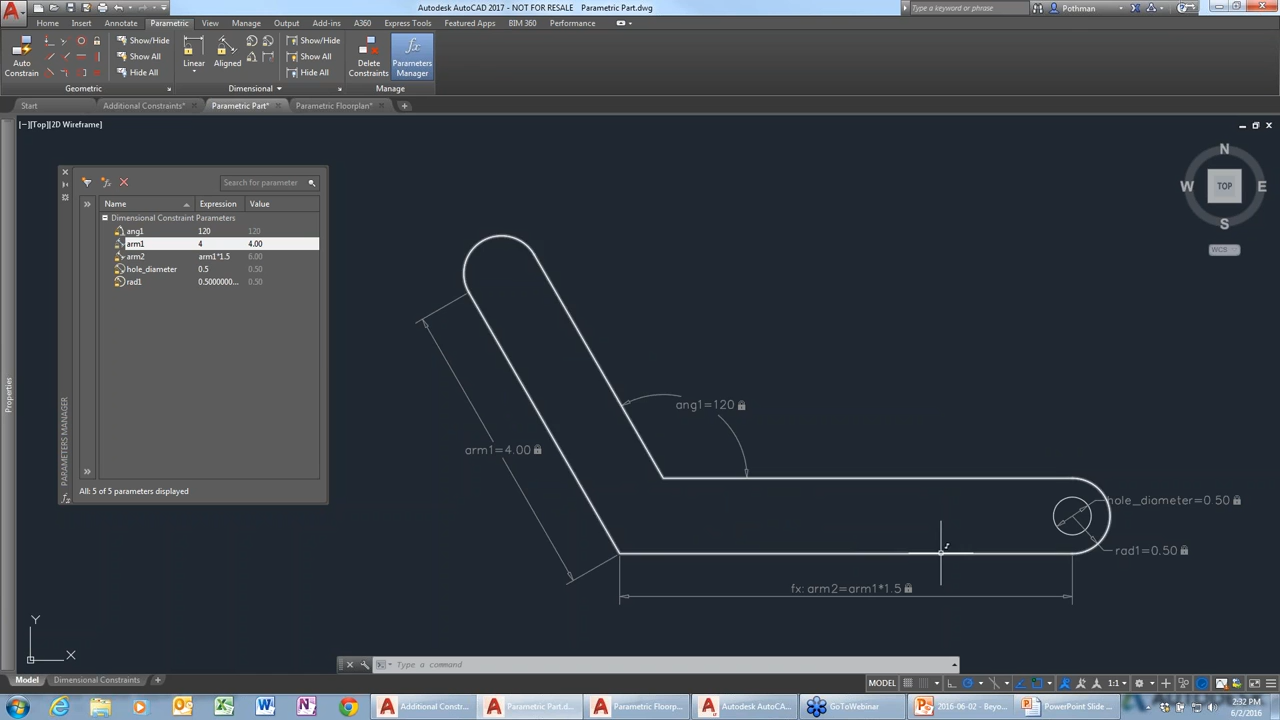 Autodesk AutoCAD 2017 - NOT FOR RESALE Parametric Part.dwg
Type a keyword or phrase
Pothman
Home Insert Annotate Parametric View Manage Output Add-ins A360 Express Tools Featured Apps BIM 360 Performance
Auto Constrain
Show/Hide
Show All
Hide All
Geometric
Linear
Aligned
Show/Hide
Show All
Hide All
Dimensional
Delete Constraints
fx
Parameters Manager
Manage
Start Additional Constraints* Parametric Part* Parametric Floorplan*
[−][Top][2D Wireframe]
N
W TOP E
S
WCS
Search for parameter
Name Expression Value
Dimensional Constraint Parameters
ang1 120 120
arm1 4 4.00
arm2 arm1*1.5 6.00
hole_diameter 0.5 0.50
rad1 0.5000000... 0.50
All: 5 of 5 parameters displayed
PARAMETERS MANAGER
Properties
ang1=120
arm1=4.00
hole_diameter=0.50
rad1=0.50
fx: arm2=arm1*1.5
Y
X
Type a command
Model Dimensional Constraints
MODEL
1:1
Additional Constr...
Parametric Part.d...
Parametric Floorp...
Autodesk AutoCA...
GoToWebinar
2016-06-02 - Beyo...
PowerPoint Slide ...
2:32 PM
6/2/2016